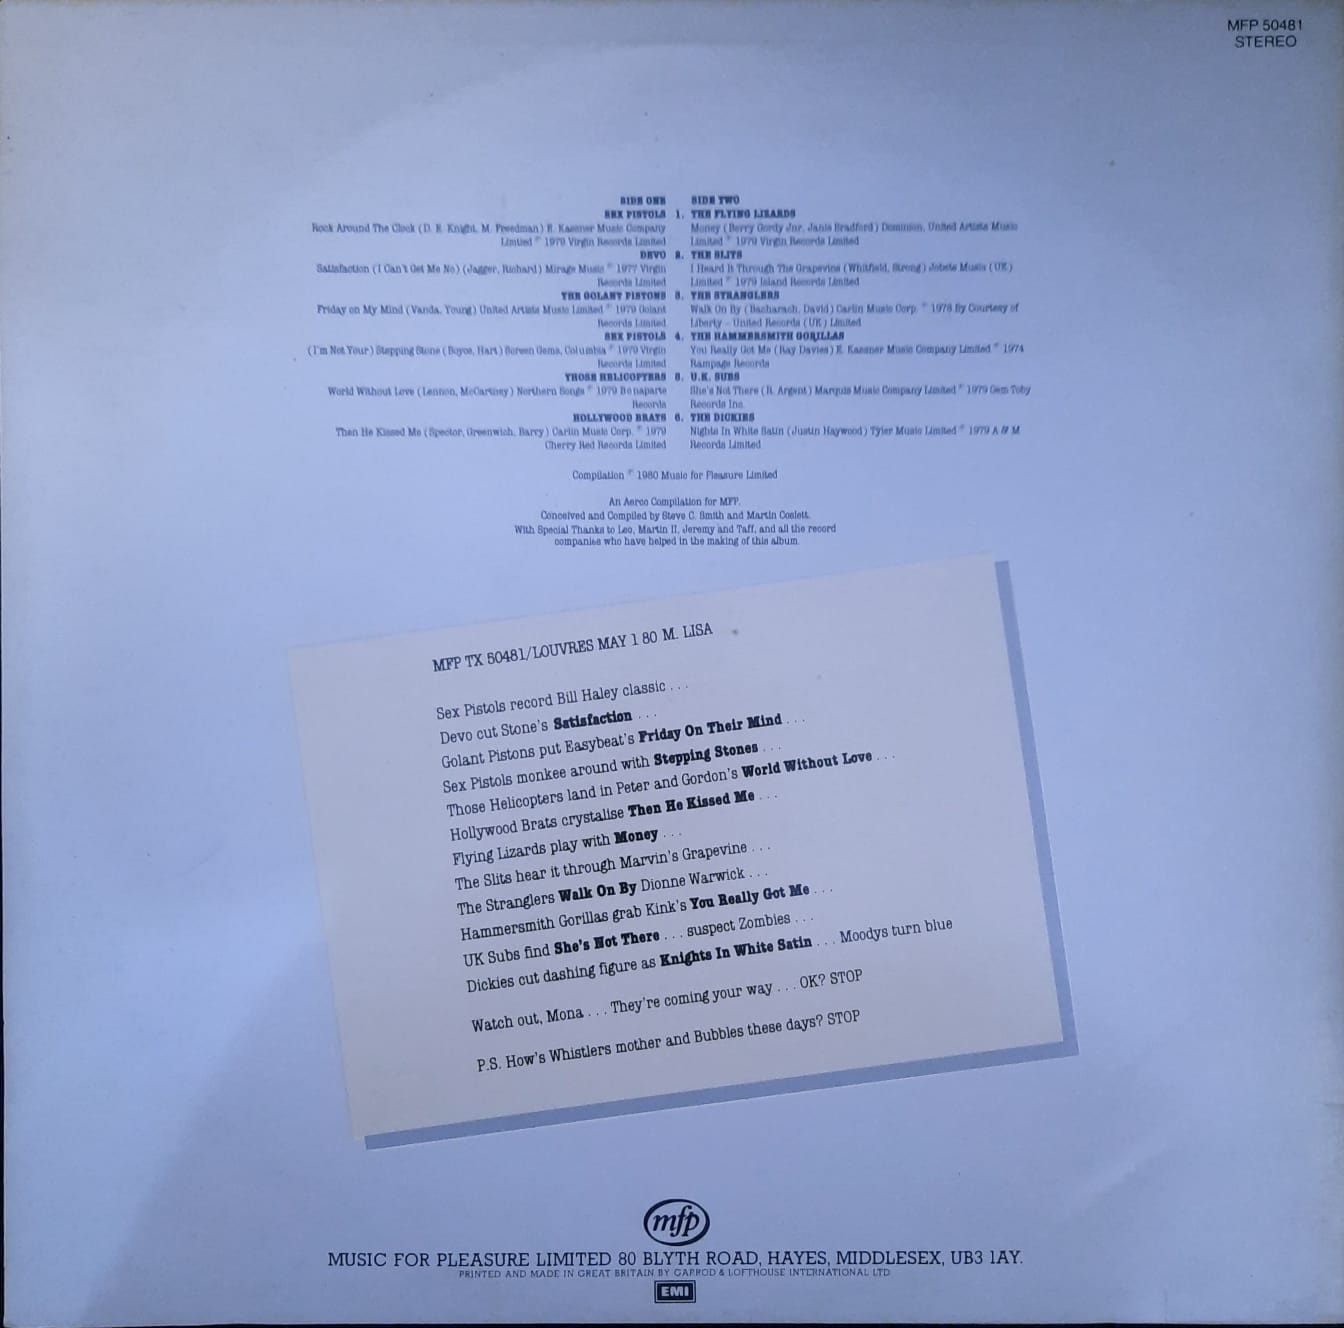 MFP 50481
STEREO
SIDE ONE
SEX PISTOLS 1.
Rock Around The Clock (D. E. Knight, M. Freedman) E. Kassner Music Company
Limited ℗ 1979 Virgin Records Limited
DEVO 2.
Satisfaction (I Can't Get Me No) (Jagger, Richard) Mirage Music ℗ 1977 Virgin
Records Limited
THE GOLANT PISTONS 3.
Friday on My Mind (Vanda, Young) United Artists Music Limited ℗ 1979 Golant
Records Limited
SEX PISTOLS 4.
(I'm Not Your) Stepping Stone (Boyce, Hart) Screen Gems, Columbia ℗ 1979 Virgin
Records Limited
THOSE HELICOPTERS 5.
World Without Love (Lennon, McCartney) Northern Songs ℗ 1979 Bonaparte
Records
HOLLYWOOD BRATS 6.
Then He Kissed Me (Spector, Greenwich, Barry) Carlin Music Corp. ℗ 1979
Cherry Red Records Limited
SIDE TWO
THE FLYING LIZARDS
Money (Berry Gordy Jnr, Janis Bradford) Dominion, United Artists Music
Limited ℗ 1979 Virgin Records Limited
THE SLITS
I Heard It Through The Grapevine (Whitfield, Strong) Jobete Music (UK)
Limited ℗ 1979 Island Records Limited
THE STRANGLERS
Walk On By (Bacharach, David) Carlin Music Corp. ℗ 1978 By Courtesy of
Liberty - United Records (UK) Limited
THE HAMMERSMITH GORILLAS
You Really Got Me (Ray Davies) E. Kassner Music Company Limited ℗ 1974
Rampage Records
U.K. SUBS
She's Not There (R. Argent) Marquis Music Company Limited ℗ 1979 Gem Toby
Records Inc.
THE DICKIES
Nights In White Satin (Justin Haywood) Tyler Music Limited ℗ 1979 A & M
Records Limited
Compilation ℗ 1980 Music for Pleasure Limited
An Aeroo Compilation for MFP.
Conceived and Compiled by Steve C. Smith and Martin Coslett.
With Special Thanks to Leo, Martin H, Jeremy and Taff, and all the record
companies who have helped in the making of this album.
MFP TX 50481/LOUVRES MAY 1 80 M. LISA
Sex Pistols record Bill Haley classic . . .
Devo cut Stone's Satisfaction . . .
Golant Pistons put Easybeat's Friday On Their Mind . . .
Sex Pistols monkee around with Stepping Stones . . .
Those Helicopters land in Peter and Gordon's World Without Love . . .
Hollywood Brats crystalise Then He Kissed Me . . .
Flying Lizards play with Money . . .
The Slits hear it through Marvin's Grapevine . . .
The Stranglers Walk On By Dionne Warwick . . .
Hammersmith Gorillas grab Kink's You Really Got Me . . .
UK Subs find She's Not There . . . suspect Zombies . . .
Dickies cut dashing figure as Knights In White Satin . . . Moodys turn blue
Watch out, Mona . . . They're coming your way . . . OK? STOP
P.S. How's Whistlers mother and Bubbles these days? STOP
mfp
MUSIC FOR PLEASURE LIMITED 80 BLYTH ROAD, HAYES, MIDDLESEX, UB3 1AY.
PRINTED AND MADE IN GREAT BRITAIN BY GARROD & LOFTHOUSE INTERNATIONAL LTD
EMI